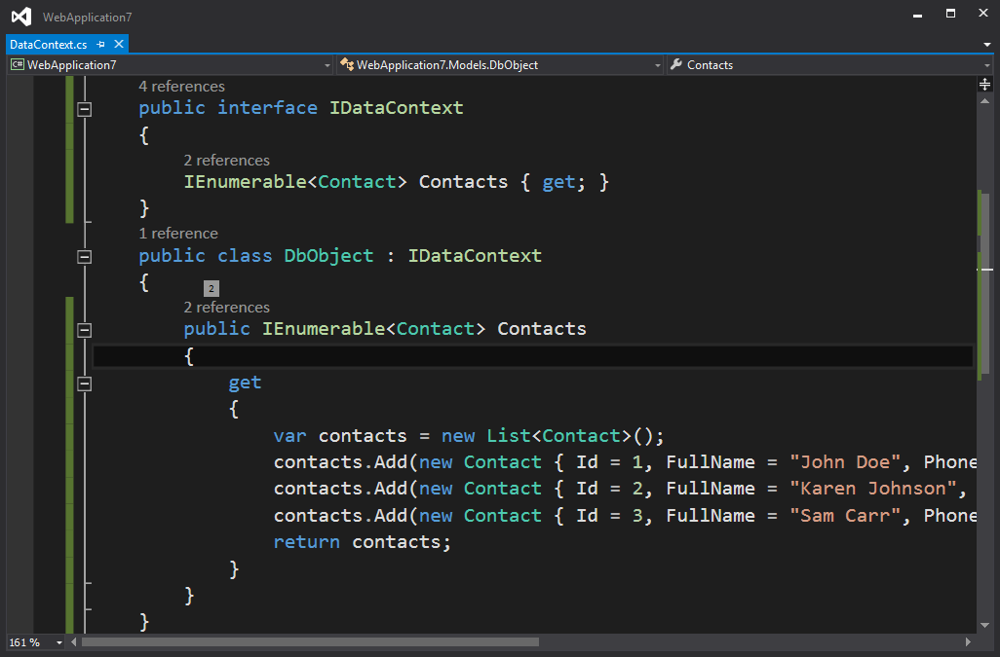 WebApplication7
DataContext.cs
WebApplication7 WebApplication7.Models.DbObject Contacts
4 references
public interface IDataContext
{
2 references
IEnumerable<Contact> Contacts { get; }
}
1 reference
public class DbObject : IDataContext
{
2
2 references
public IEnumerable<Contact> Contacts
{
get
{
var contacts = new List<Contact>();
contacts.Add(new Contact { Id = 1, FullName = "John Doe", Phone
contacts.Add(new Contact { Id = 2, FullName = "Karen Johnson",
contacts.Add(new Contact { Id = 3, FullName = "Sam Carr", Phone
return contacts;
}
}
}
161 %